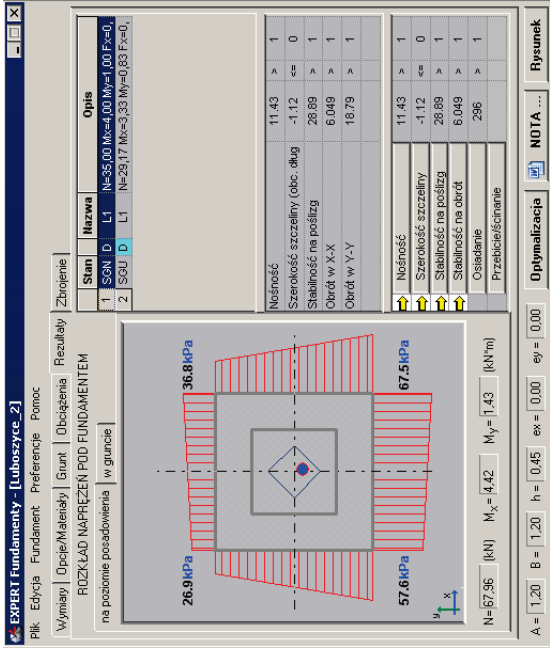 EXPERT Fundamenty - [Luboszyce_2]
Plik Edycja Fundament Preferencje Pomoc
Wymiary Opcje/Materiały Grunt Obciążenia Rezultaty Zbrojenie
ROZKŁAD NAPRĘŻEŃ POD FUNDAMENTEM
na poziomie posadowienia w gruncie
26.9kPa 36.8kPa
57.6kPa 67.5kPa
y
x
N= 67,96 (kN) Mx= 4,42 My= 1,43 (kN*m)
Stan Nazwa Opis
1 SGN D L1 N=35,00 Mx=4,00 My=1,00 Fx=0,
2 SGU D L1 N=29,17 Mx=3,33 My=0,83 Fx=0,
Nośność 11.43 > 1
Szerokość szczeliny (obc. dług -1.12 <= 0
Stabilność na poślizg 28.89 > 1
Obrót w X-X 6.049 > 1
Obrót w Y-Y 18.79 > 1
Nośność 11.43 > 1
Szerokość szczeliny -1.12 <= 0
Stabilność na poślizg 28.89 > 1
Stabilność na obrót 6.049 > 1
Osiadanie 296 > 1
Przebicie/ścinanie
A = 1,20 B = 1,20 h = 0,45 ex = 0,00 ey = 0,00 Optymalizacja NOTA ... Rysunek